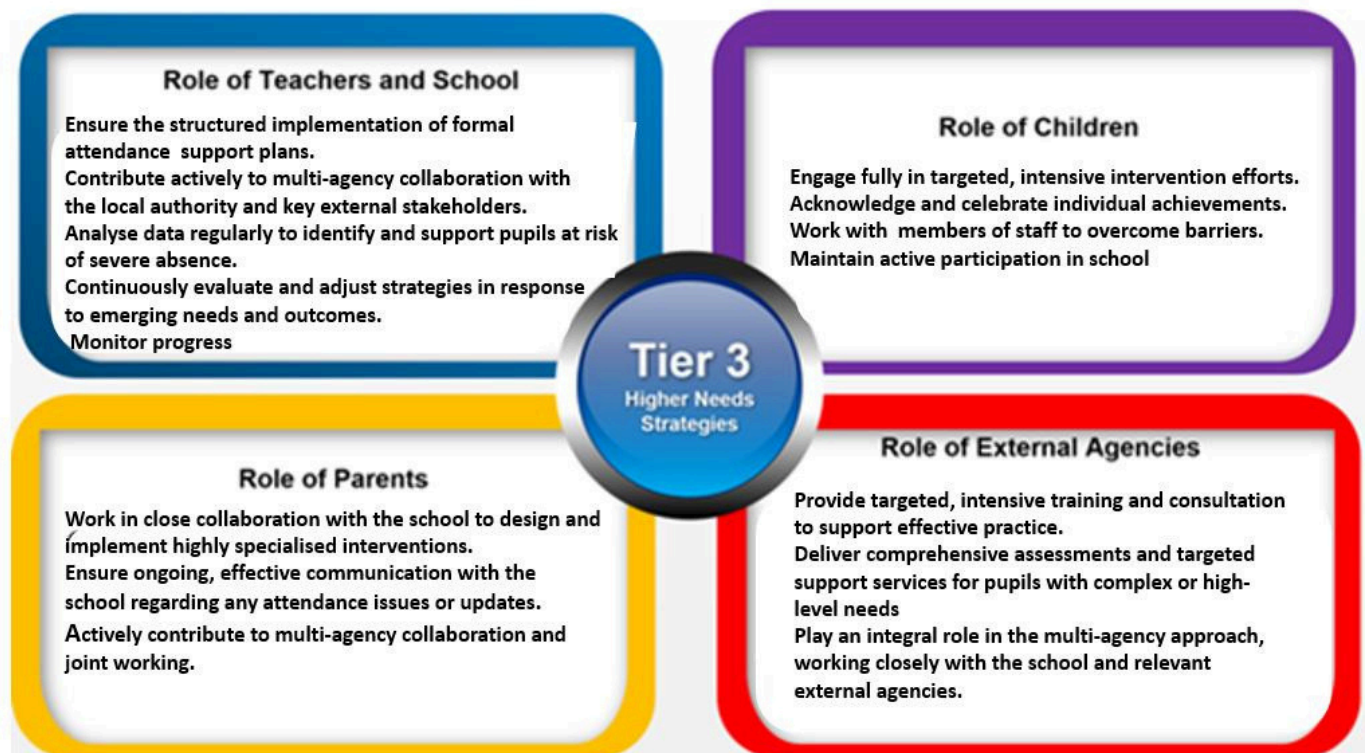 Role of Teachers and School
Ensure the structured implementation of formal
attendance support plans.
Contribute actively to multi-agency collaboration with
the local authority and key external stakeholders.
Analyse data regularly to identify and support pupils at risk
of severe absence.
Continuously evaluate and adjust strategies in response
to emerging needs and outcomes.
Monitor progress
Role of Children
Engage fully in targeted, intensive intervention efforts.
Acknowledge and celebrate individual achievements.
Work with members of staff to overcome barriers.
Maintain active participation in school
Tier 3
Higher Needs
Strategies
Role of Parents
Work in close collaboration with the school to design and
implement highly specialised interventions.
Ensure ongoing, effective communication with the
school regarding any attendance issues or updates.
Actively contribute to multi-agency collaboration and
joint working.
Role of External Agencies
Provide targeted, intensive training and consultation
to support effective practice.
Deliver comprehensive assessments and targeted
support services for pupils with complex or high-
level needs
Play an integral role in the multi-agency approach,
working closely with the school and relevant
external agencies.